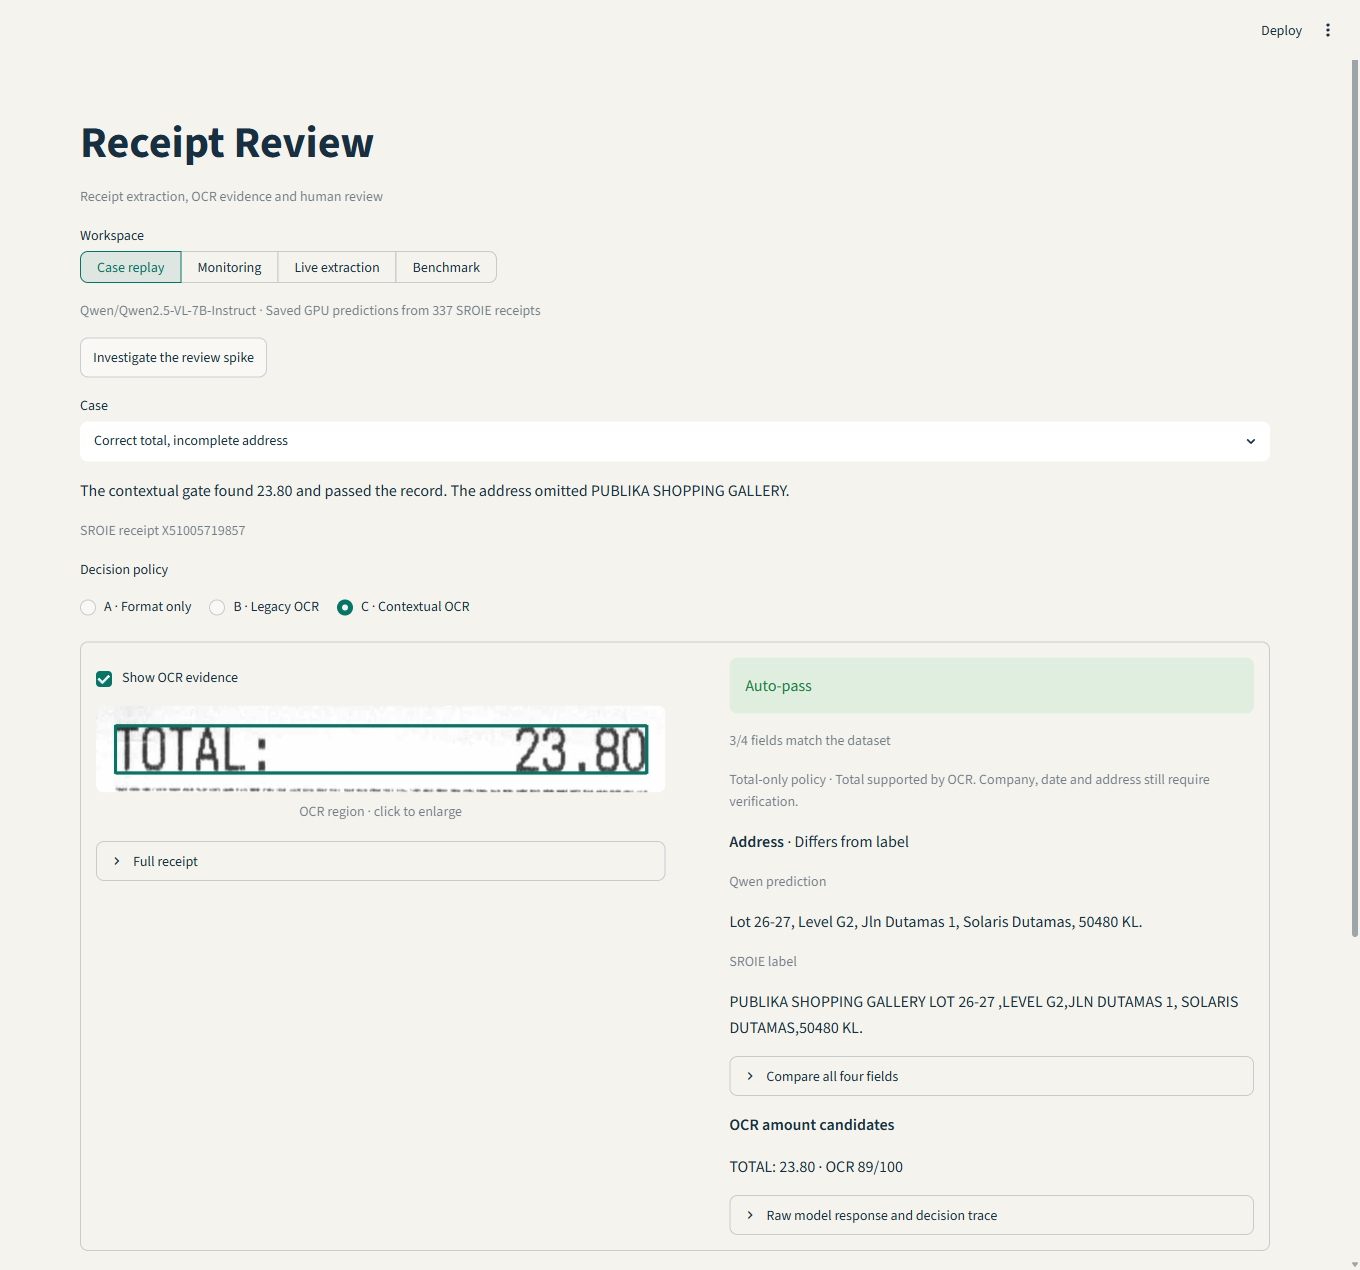 Deploy
Receipt Review
Receipt extraction, OCR evidence and human review
Workspace
Case replay
Monitoring
Live extraction
Benchmark
Qwen/Qwen2.5-VL-7B-Instruct · Saved GPU predictions from 337 SROIE receipts
Investigate the review spike
Case
Correct total, incomplete address
The contextual gate found 23.80 and passed the record. The address omitted PUBLIKA SHOPPING GALLERY.
SROIE receipt X51005719857
Decision policy
A · Format only
B · Legacy OCR
C · Contextual OCR
Show OCR evidence
TOTAL: 23.80
OCR region · click to enlarge
Full receipt
Auto-pass
3/4 fields match the dataset
Total-only policy · Total supported by OCR. Company, date and address still require
verification.
Address · Differs from label
Qwen prediction
Lot 26-27, Level G2, Jln Dutamas 1, Solaris Dutamas, 50480 KL.
SROIE label
PUBLIKA SHOPPING GALLERY LOT 26-27 ,LEVEL G2,JLN DUTAMAS 1, SOLARIS
DUTAMAS,50480 KL.
Compare all four fields
OCR amount candidates
TOTAL: 23.80 · OCR 89/100
Raw model response and decision trace